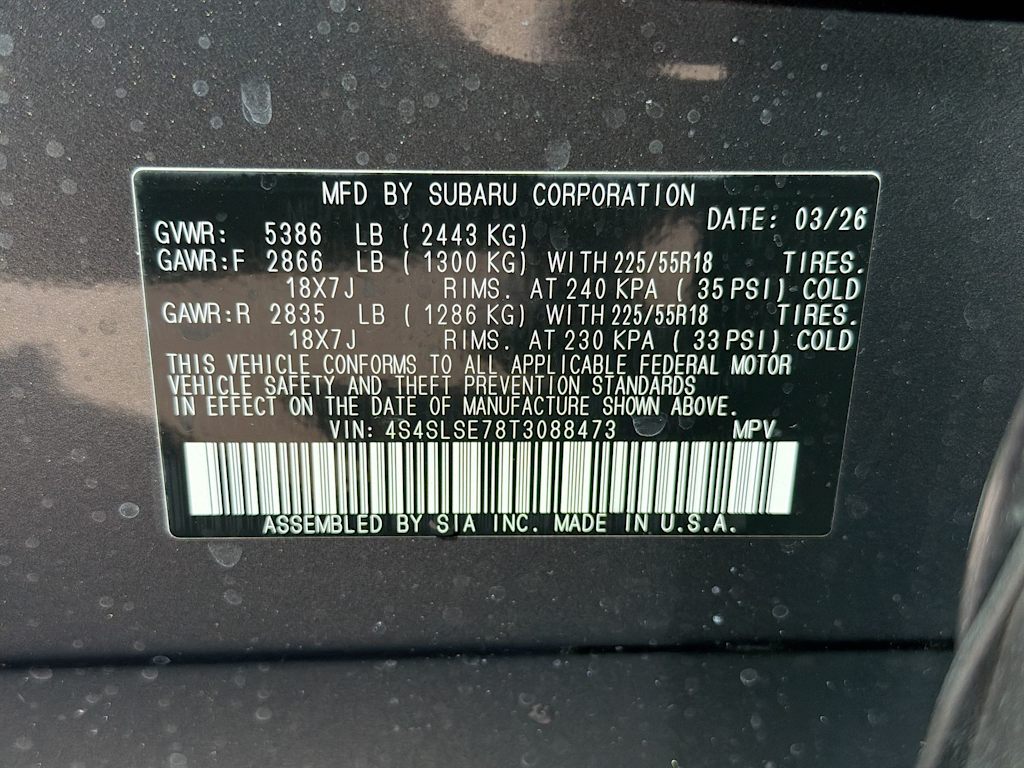 MFD BY SUBARU CORPORATION
DATE: 03/26
GVWR: 5386 LB ( 2443 KG)
GAWR:F 2866 LB ( 1300 KG) WITH 225/55R18 TIRES.
18X7J RIMS. AT 240 KPA ( 35 PSI) COLD
GAWR:R 2835 LB ( 1286 KG) WITH 225/55R18 TIRES.
18X7J RIMS. AT 230 KPA ( 33 PSI) COLD
THIS VEHICLE CONFORMS TO ALL APPLICABLE FEDERAL MOTOR
VEHICLE SAFETY AND THEFT PREVENTION STANDARDS
IN EFFECT ON THE DATE OF MANUFACTURE SHOWN ABOVE.
VIN: 4S4SLSE78T3088473 MPV
ASSEMBLED BY SIA INC. MADE IN U.S.A.